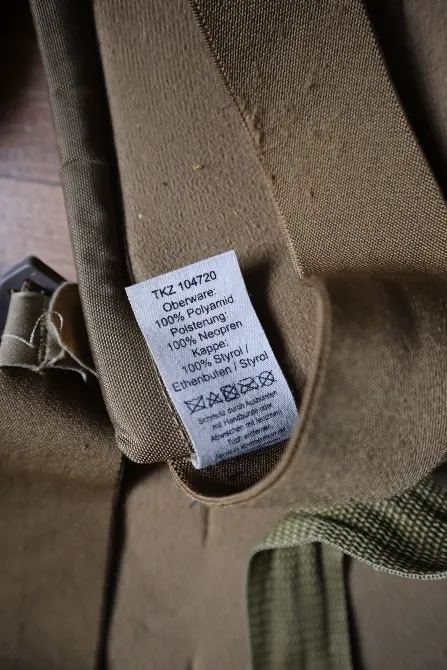 TKZ 104720
Oberware:
100% Polyamid
Polsterung:
100% Neopren
Kappe:
100% Styrol /
Ethenbuten / Styrol
Schmutz durch Ausbürsten
mit Handbürste oder
Abwischen mit feuchtem
Tuch entfernen.